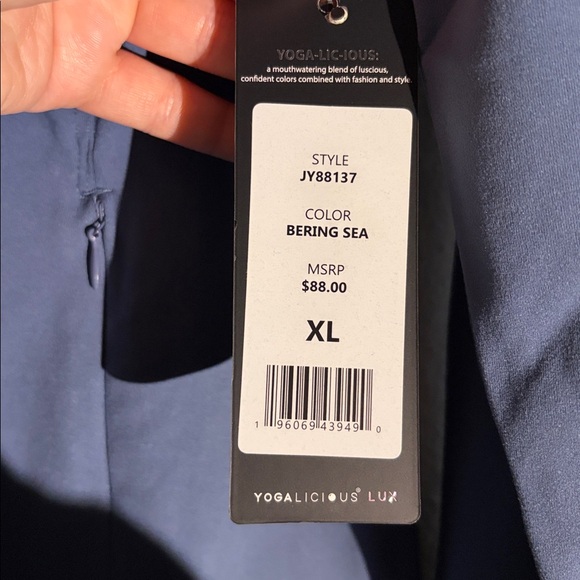 YOGA-LIC-IOUS:
a mouthwatering blend of luscious,
confident colors combined with fashion and style.
STYLE
JY88137
COLOR
BERING SEA
MSRP
$88.00
XL
1 96069 43949 0
YOGALICIOUS® LUX